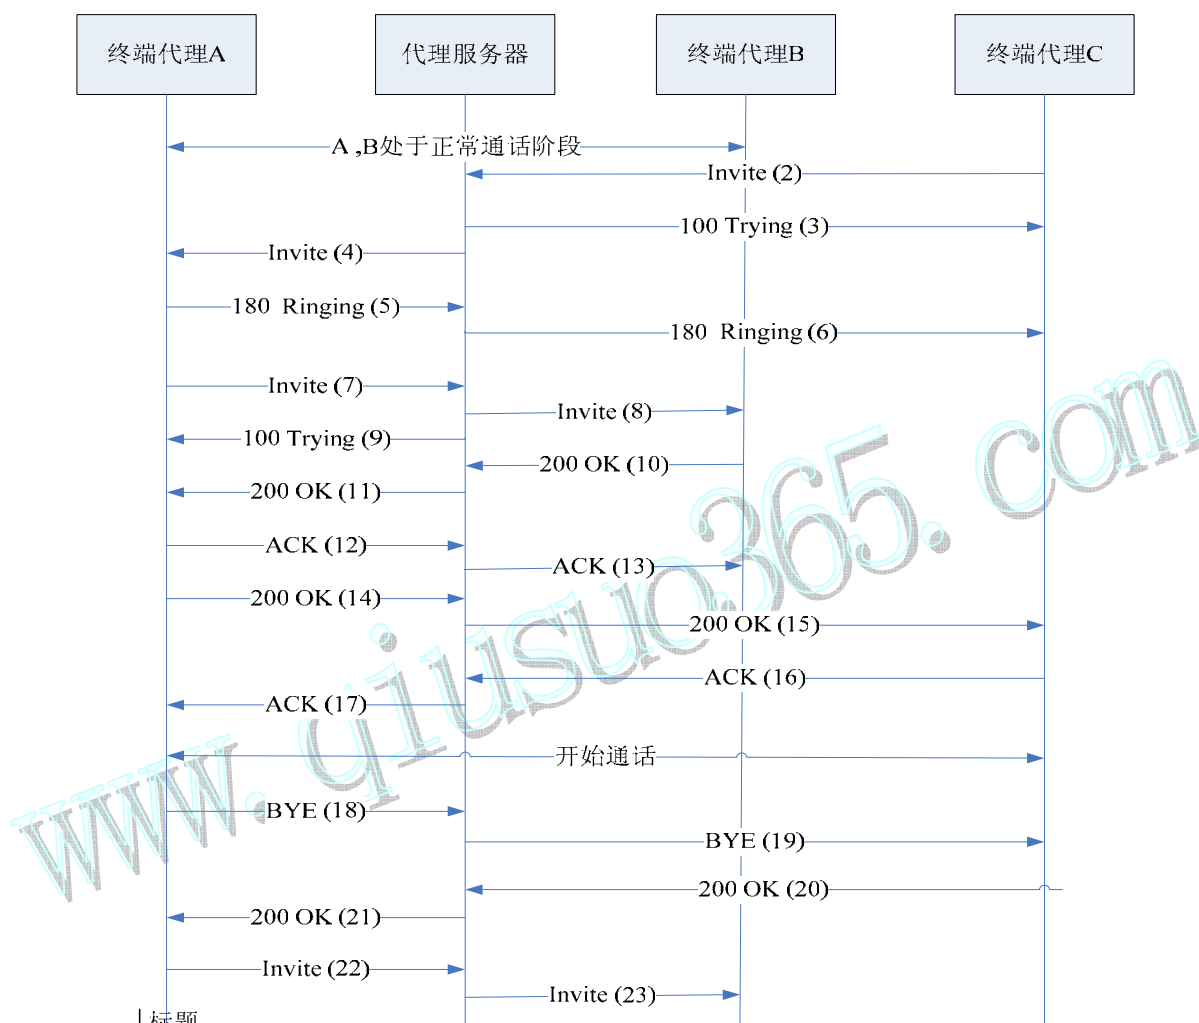 终端代理A
代理服务器
终端代理B
终端代理C
A ,B处于正常通话阶段
Invite (2)
100 Trying (3)
Invite (4)
180 Ringing (5)
180 Ringing (6)
Invite (7)
Invite (8)
100 Trying (9)
200 OK (10)
200 OK (11)
ACK (12)
ACK (13)
200 OK (14)
200 OK (15)
ACK (16)
ACK (17)
开始通话
BYE (18)
BYE (19)
200 OK (20)
200 OK (21)
Invite (22)
Invite (23)
标题
www.qiusuo365.com